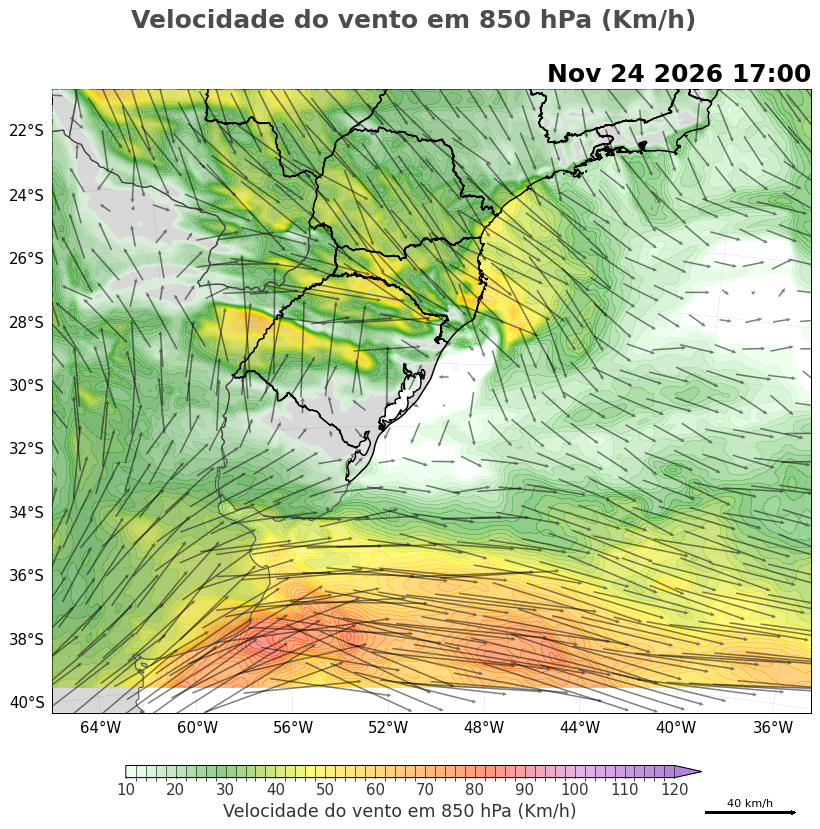 Velocidade do vento em 850 hPa (Km/h)
Nov 24 2026 17:00
22°S
24°S
26°S
28°S
30°S
32°S
34°S
36°S
38°S
40°S
64°W 60°W 56°W 52°W 48°W 44°W 40°W 36°W
10 20 30 40 50 60 70 80 90 100 110 120
Velocidade do vento em 850 hPa (Km/h)
40 km/h